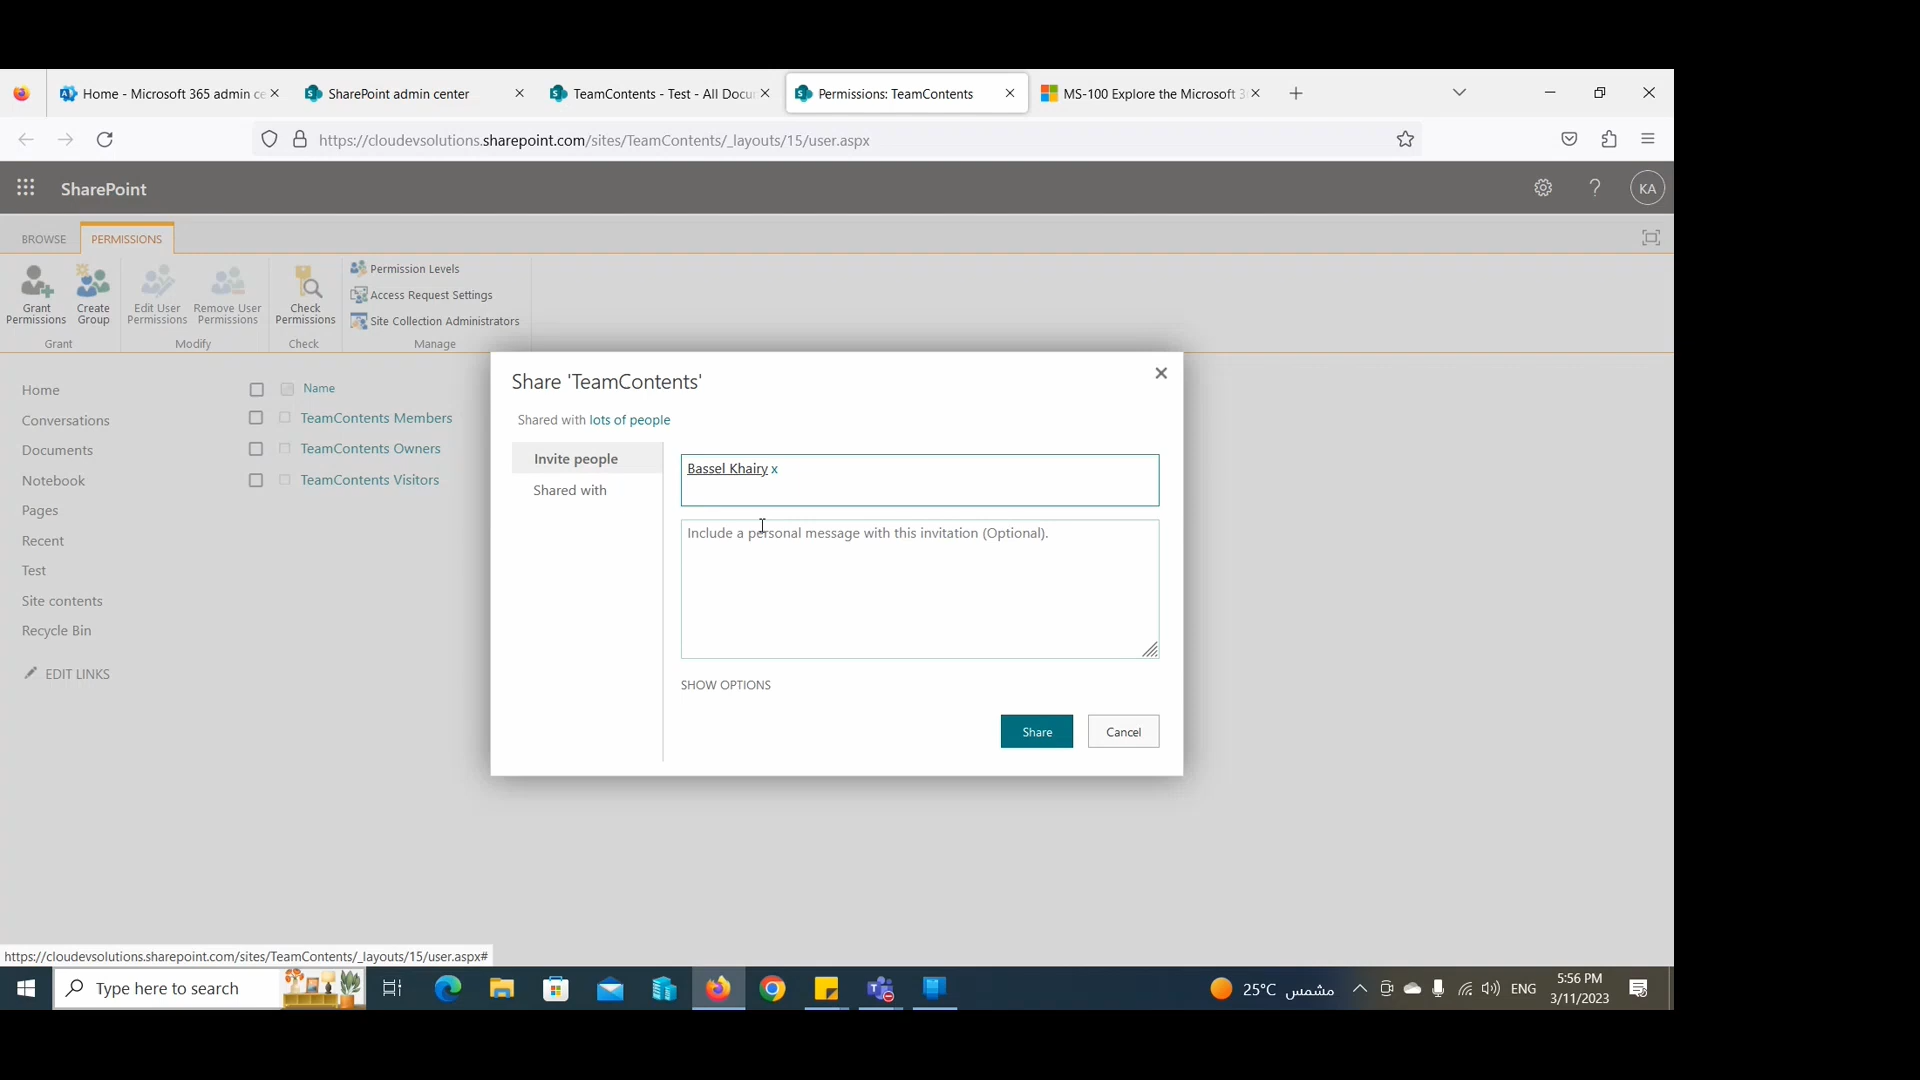 Home - Microsoft 365 admin ce
SharePoint admin center
TeamContents - Test - All Docu
Permissions: TeamContents
MS-100 Explore the Microsoft 3
https://cloudevsolutions.sharepoint.com/sites/TeamContents/_layouts/15/user.aspx
SharePoint
KA
BROWSE
PERMISSIONS
Grant Permissions
Create Group
Edit User Permissions
Remove User Permissions
Check Permissions
Permission Levels
Access Request Settings
Site Collection Administrators
Grant
Modify
Check
Manage
Home
Conversations
Documents
Notebook
Pages
Recent
Test
Site contents
Recycle Bin
EDIT LINKS
Name
TeamContents Members
TeamContents Owners
TeamContents Visitors
Share 'TeamContents'
Shared with lots of people
Invite people
Shared with
Bassel Khairy x
Include a personal message with this invitation (Optional).
SHOW OPTIONS
Share
Cancel
https://cloudevsolutions.sharepoint.com/sites/TeamContents/_layouts/15/user.aspx#
Type here to search
25°C مشمس
ENG
5:56 PM
3/11/2023